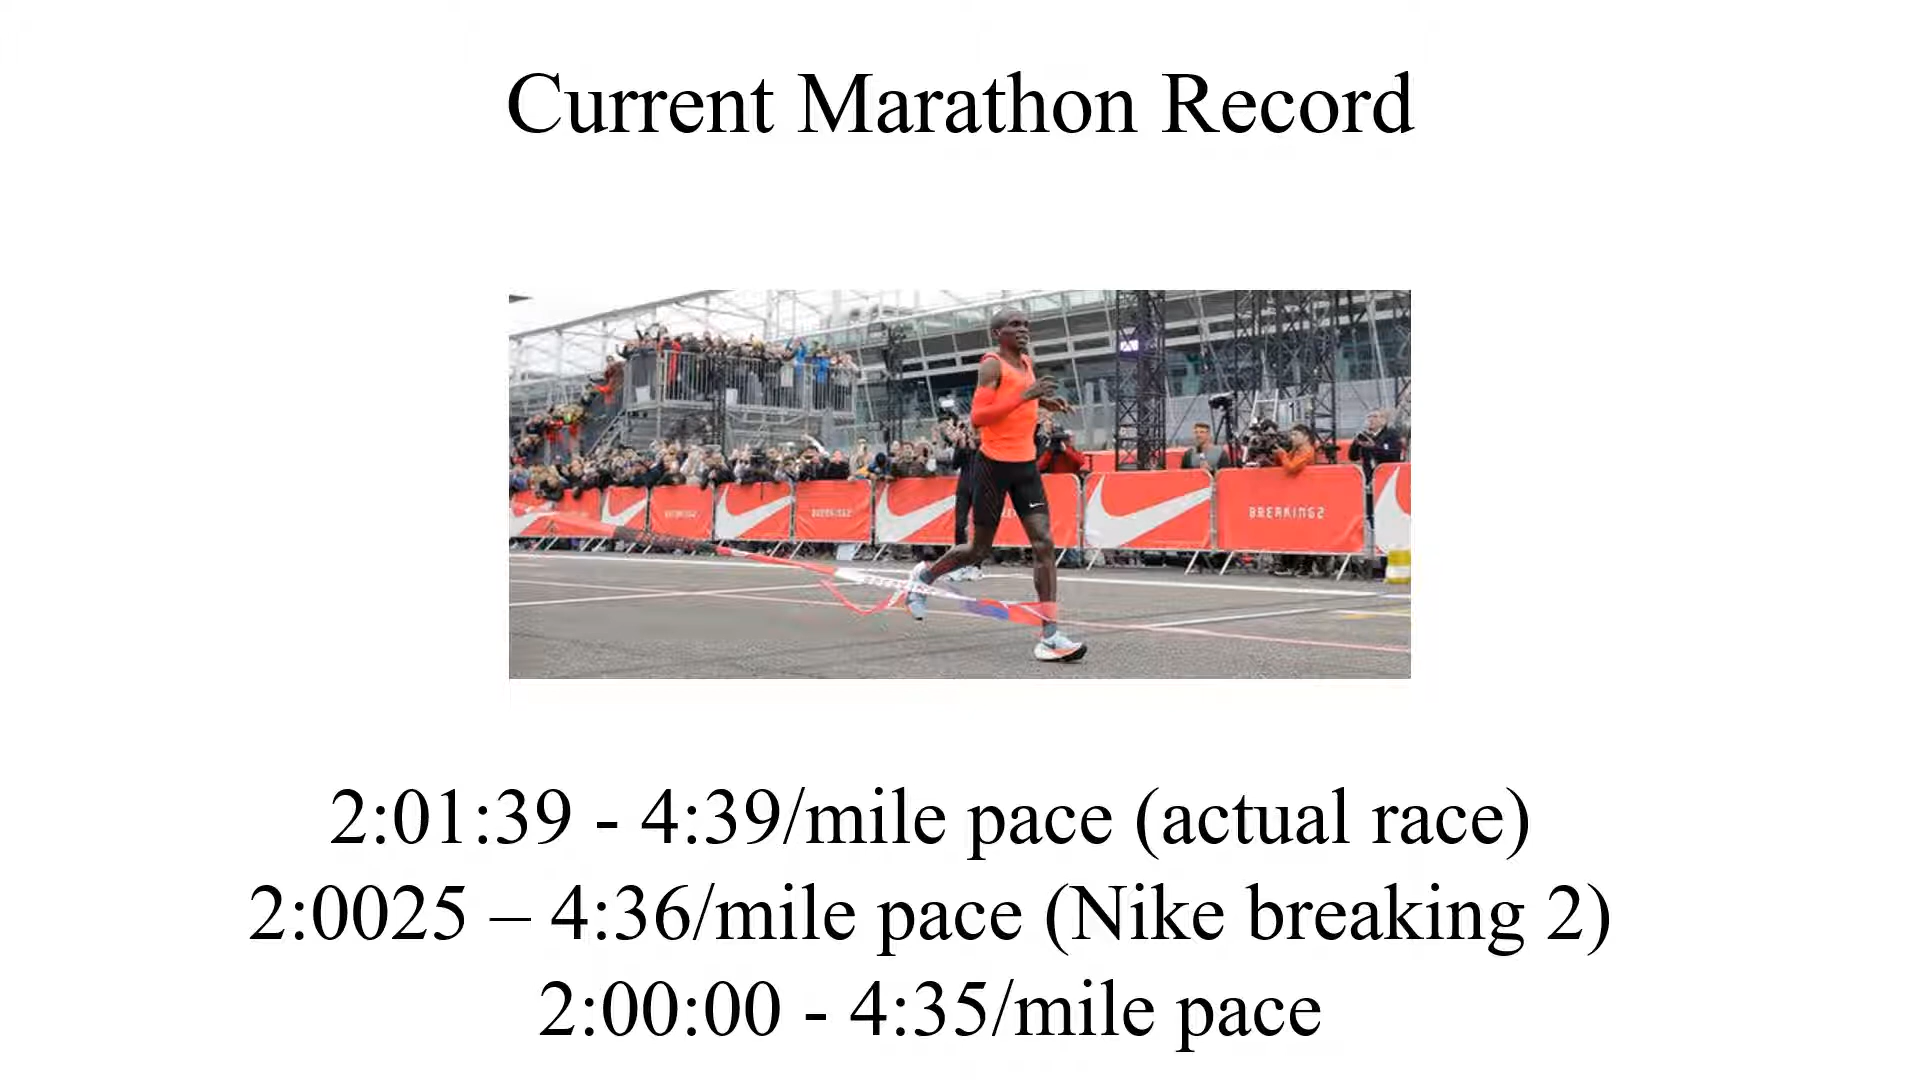 Current Marathon Record
BREAKING2
2:01:39 - 4:39/mile pace (actual race)
2:0025 – 4:36/mile pace (Nike breaking 2)
2:00:00 - 4:35/mile pace